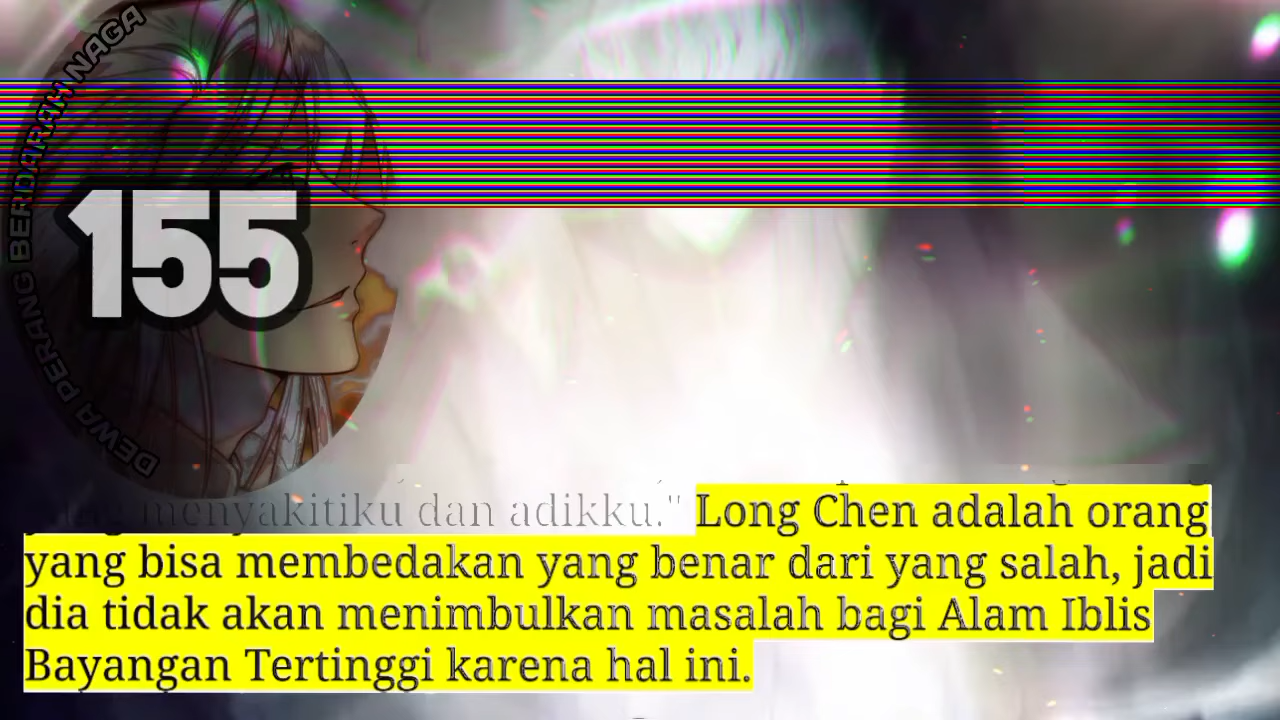 DEWA PERANG BERDARAH NAGA
155
menyakitiku dan adikku." Long Chen adalah orang
yang bisa membedakan yang benar dari yang salah, jadi
dia tidak akan menimbulkan masalah bagi Alam Iblis
Bayangan Tertinggi karena hal ini.